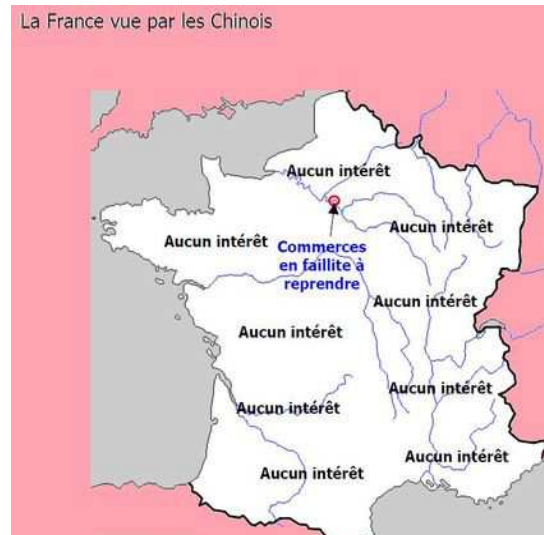 La France vue par les Chinois
Aucun intérêt
Aucun intérêt
Aucun intérêt
Commerces
en faillite à
reprendre
Aucun intérêt
Aucun intérêt
Aucun intérêt
Aucun intérêt
Aucun intérêt
Aucun intérêt